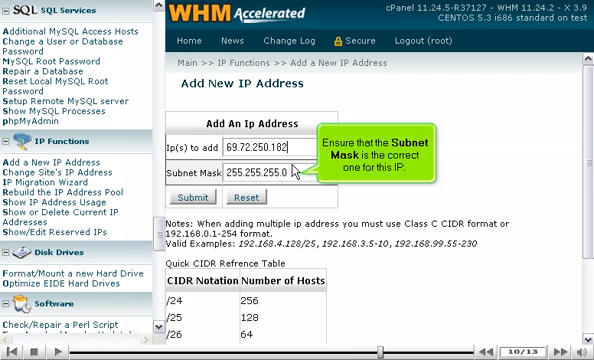 SQL SQL Services
Additional MySQL Access Hosts
Change a User or Database
Password
MySQL Root Password
Repair a Database
Reset Local MySQL Root
Password
Setup Remote MySQL server
Show MySQL Processes
phpMyAdmin
IP Functions
Add a New IP Address
Change Site's IP Address
IP Migration Wizard
Rebuild the IP Address Pool
Show IP Address Usage
Show or Delete Current IP
Addresses
Show/Edit Reserved IPs
Disk Drives
Format/Mount a new Hard Drive
Optimize EIDE Hard Drives
Software
Check/Repair a Perl Script
WHM Accelerated
cPanel 11.24.5-R37127 - WHM 11.24.2 - X 3.9
CENTOS 5.3 i686 standard on test
Home News Change Log Secure Logout (root)
Main >> IP Functions >> Add a New IP Address
Add New IP Address
Add An Ip Address
Ip(s) to add 69.72.250.182
Subnet Mask 255.255.255.0
Ensure that the Subnet
Mask is the correct
one for this IP.
Submit Reset
Notes: When adding multiple ip address you must use Class C CIDR format or
192.168.0.1-254 format.
Valid Examples: 192.168.4.128/25, 192.168.3.5-10, 192.168.99.55-230
Quick CIDR Refrence Table
CIDR Notation Number of Hosts
/24 256
/25 128
/26 64
10/13